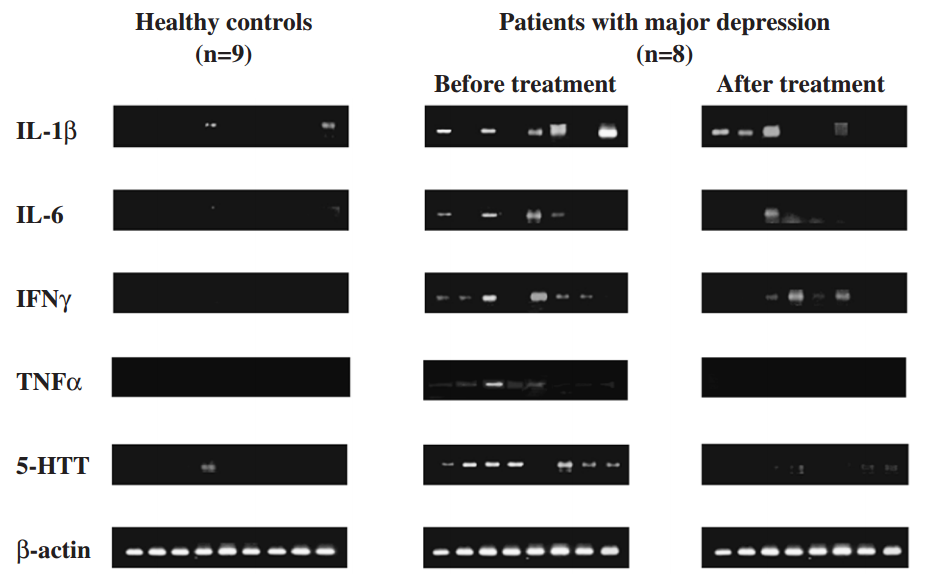 Healthy controls
(n=9)
Patients with major depression
(n=8)
Before treatment
After treatment
IL-1β
IL-6
IFNγ
TNFα
5-HTT
β-actin